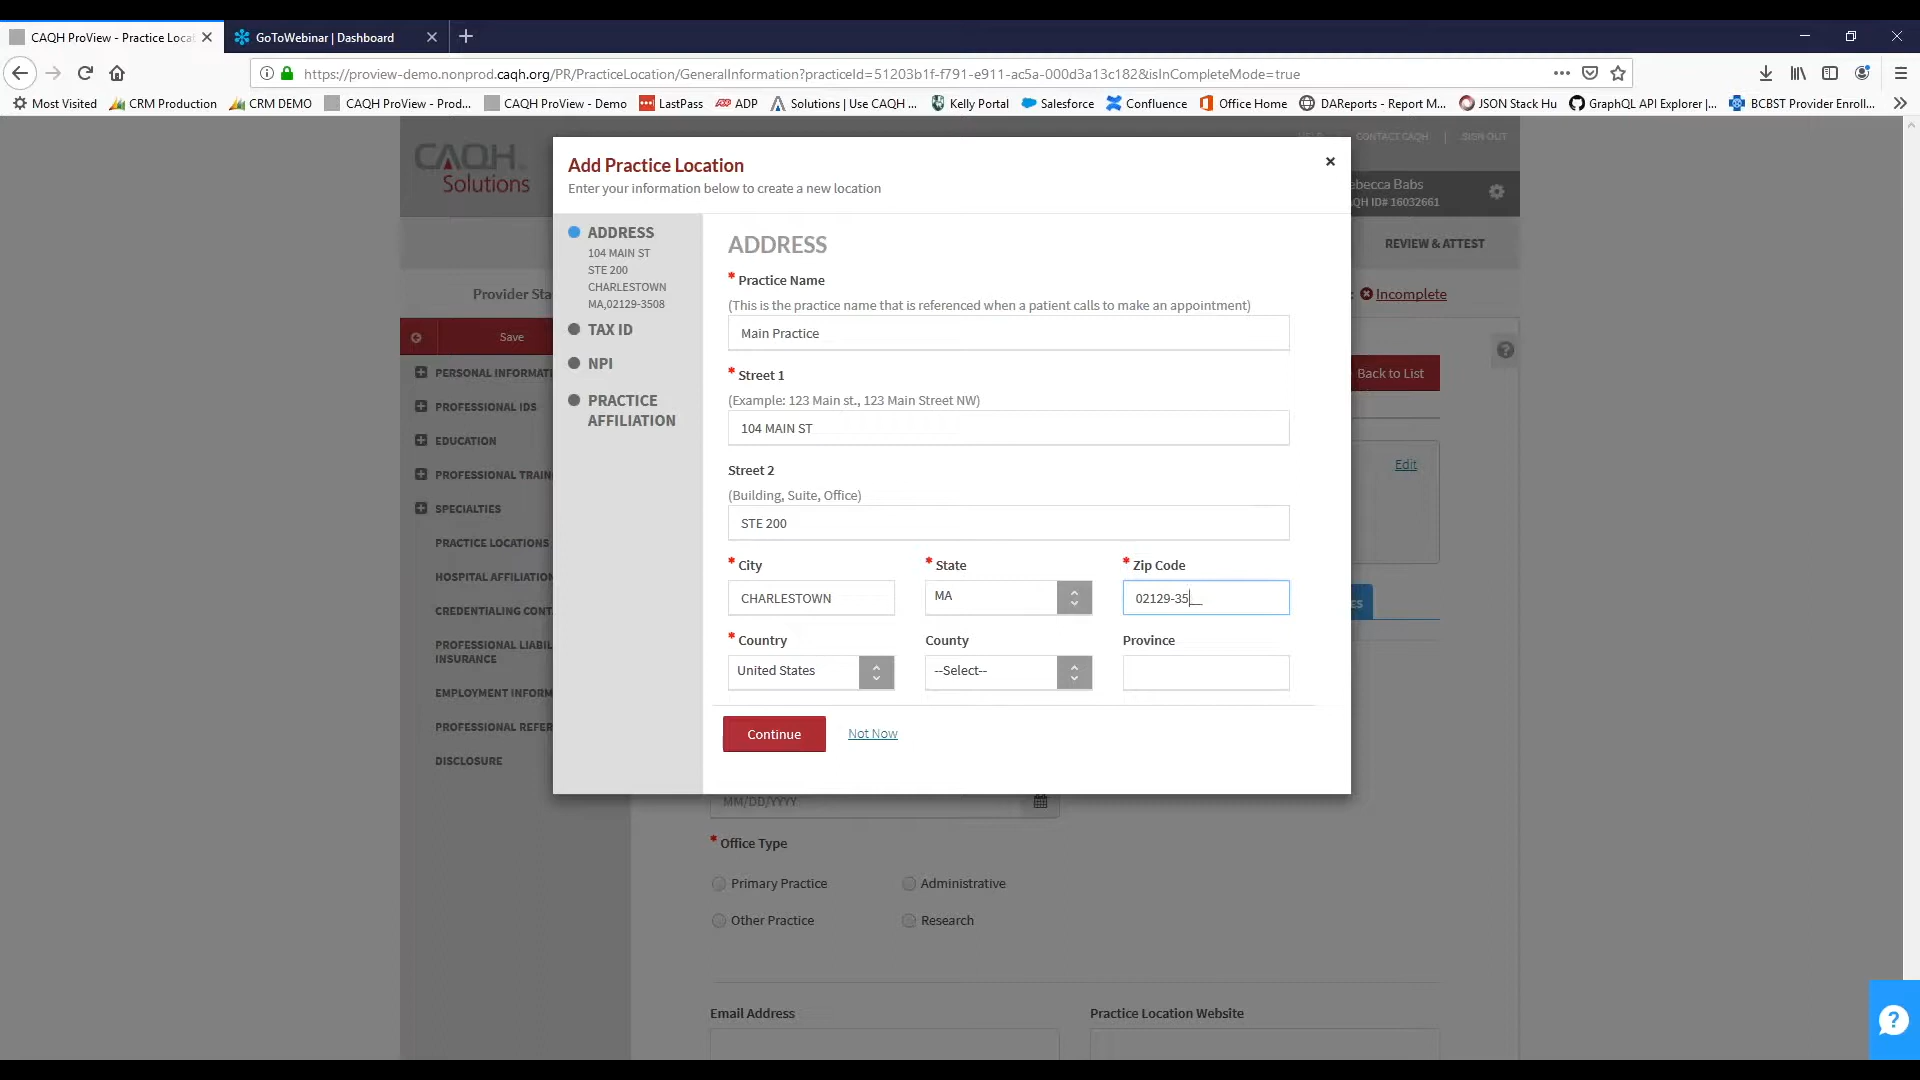 CAQH ProView - Practice Locat
GoToWebinar | Dashboard
https://proview-demo.nonprod.caqh.org/PR/PracticeLocation/GeneralInformation?practiceId=51203b1f-f791-e911-ac5a-000d3a13c182&isInCompleteMode=true
Most Visited CRM Production CRM DEMO CAQH ProView - Prod... CAQH ProView - Demo LastPass ADP Solutions | Use CAQH ... Kelly Portal Salesforce Confluence Office Home DAReports - Report M... JSON Stack Hu GraphQL API Explorer |... BCBST Provider Enroll...
HELP CONTACT CAQH | SIGN OUT
CAQH
Solutions
ebecca Babs
AQH ID# 16032661
REVIEW & ATTEST
Provider Sta
: Incomplete
Save
Back to List
PERSONAL INFORMATI
PROFESSIONAL IDS
EDUCATION
PROFESSIONAL TRAIN
SPECIALTIES
PRACTICE LOCATIONS
HOSPITAL AFFILIATION
CREDENTIALING CONT
PROFESSIONAL LIABIL
INSURANCE
EMPLOYMENT INFORM
PROFESSIONAL REFER
DISCLOSURE
Edit
ES
Add Practice Location
Enter your information below to create a new location
×
ADDRESS
104 MAIN ST
STE 200
CHARLESTOWN
MA,02129-3508
TAX ID
NPI
PRACTICE
AFFILIATION
ADDRESS
* Practice Name
(This is the practice name that is referenced when a patient calls to make an appointment)
Main Practice
* Street 1
(Example: 123 Main st., 123 Main Street NW)
104 MAIN ST
Street 2
(Building, Suite, Office)
STE 200
* City * State * Zip Code
CHARLESTOWN MA 02129-35__
* Country County Province
United States --Select--
Continue Not Now
MM/DD/YYYY
* Office Type
Primary Practice Administrative
Other Practice Research
Email Address Practice Location Website
?